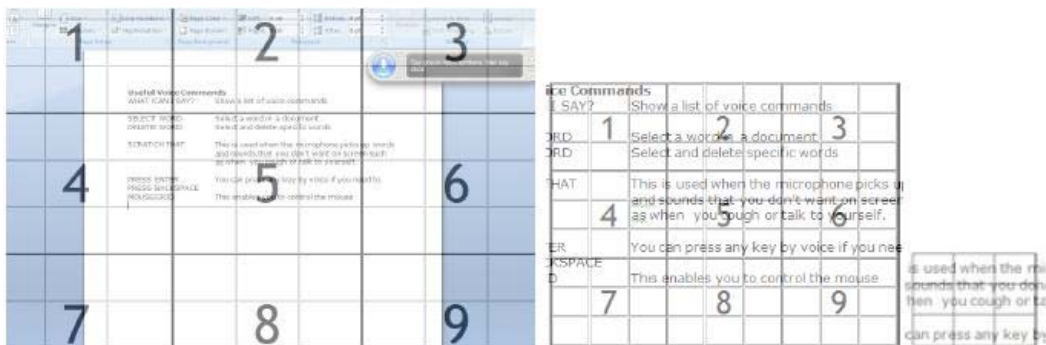 1 2 3
Useful Voice Commands
WHAT CAN I SAY? Show a list of voice commands
SELECT WORD Select a word in a document
DELETE WORD Select and delete specific words
SCRATCH THAT This is used when the microphone picks up words
and sounds that you don't want on screen such
as when you cough or talk to yourself.
4 5 6
PRESS ENTER You can press any key by voice if you need to
PRESS BACKSPACE
MOUSEGRID This enables you to control the mouse
7 8 9
ice Commands
I SAY? Show a list of voice commands
1 2 3
ORD Select a word in a document
ORD Select and delete specific words
THAT This is used when the microphone picks up
and sounds that you don't want on screen
4 5 6
as when you cough or talk to yourself.
ER You can press any key by voice if you nee
CKSPACE
D This enables you to control the mouse
7 8 9
is used when the mi
sounds that you don
hen you cough or ta
can press any key by